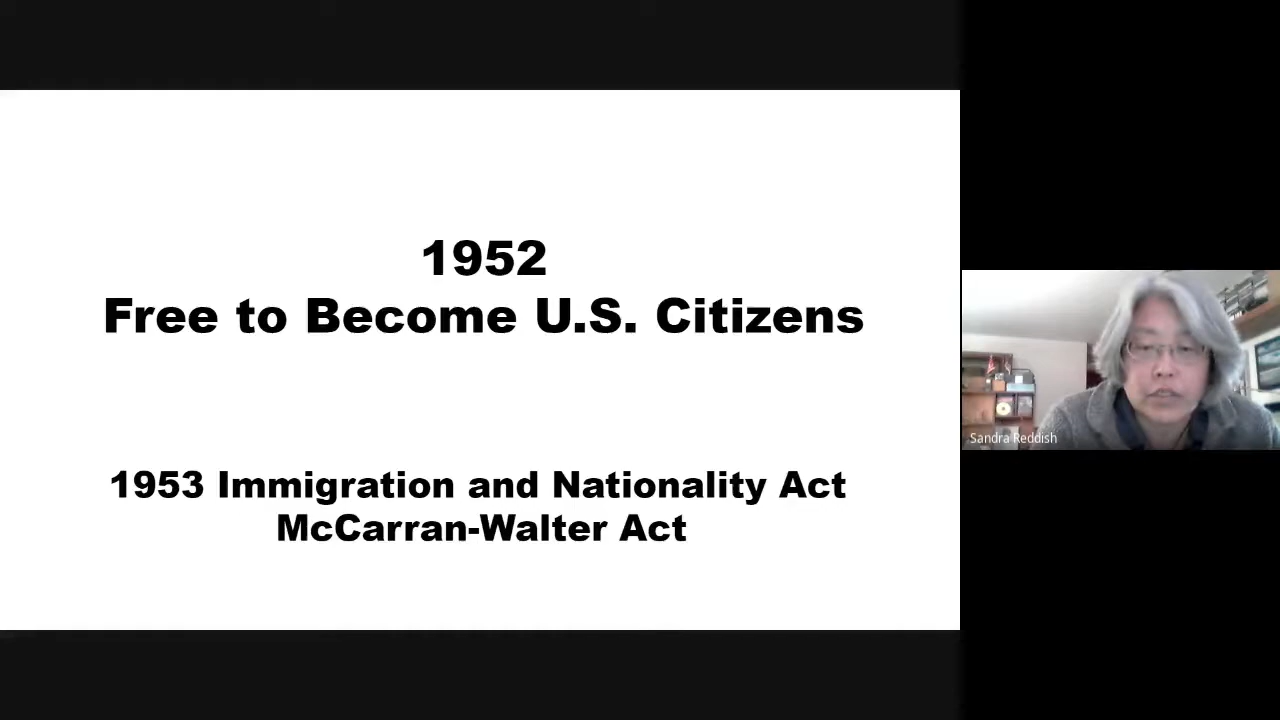 1952
Free to Become U.S. Citizens
1953 Immigration and Nationality Act
McCarran-Walter Act
Sandra Reddish